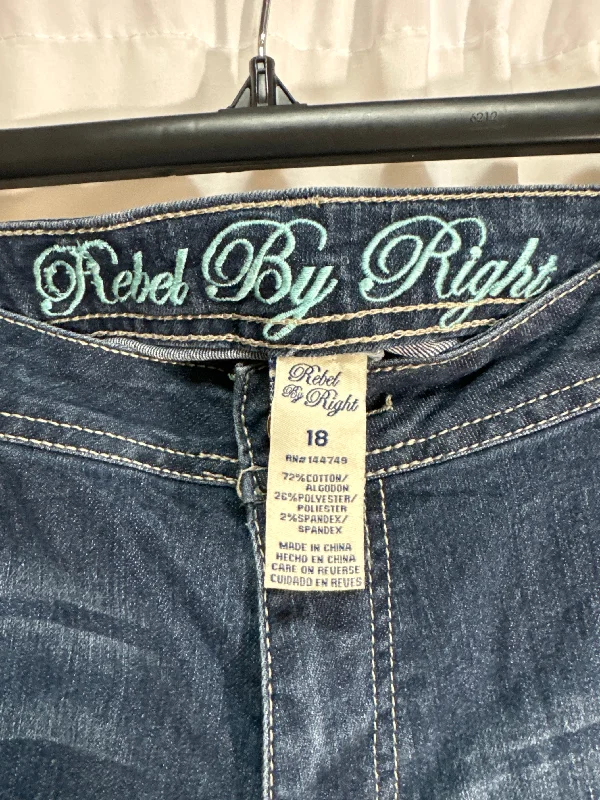 6212
Rebel By Right
Rebel
By Right
18
RN#144749
72%COTTON/
ALGODON
26%POLYESTER/
POLIESTER
2%SPANDEX/
SPANDEX
MADE IN CHINA
HECHO EN CHINA
CARE ON REVERSE
CUIDADO EN REVES